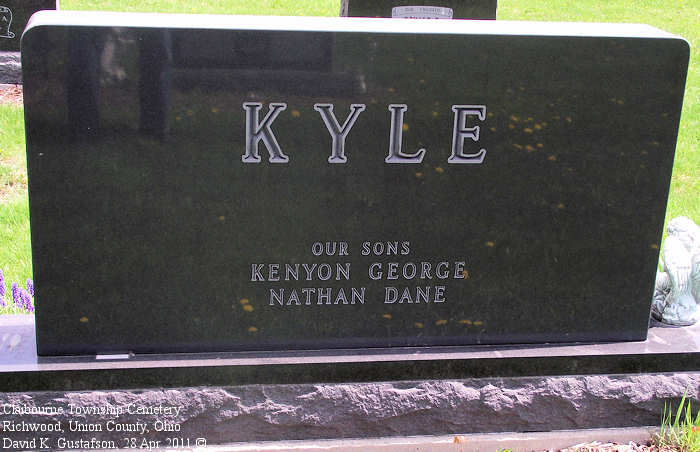 KYLE
OUR SONS
KENYON GEORGE
NATHAN DANE
Claibourne Township Cemetery
Richwood, Union County, Ohio
David K. Gustafson, 28 Apr 2011 ©